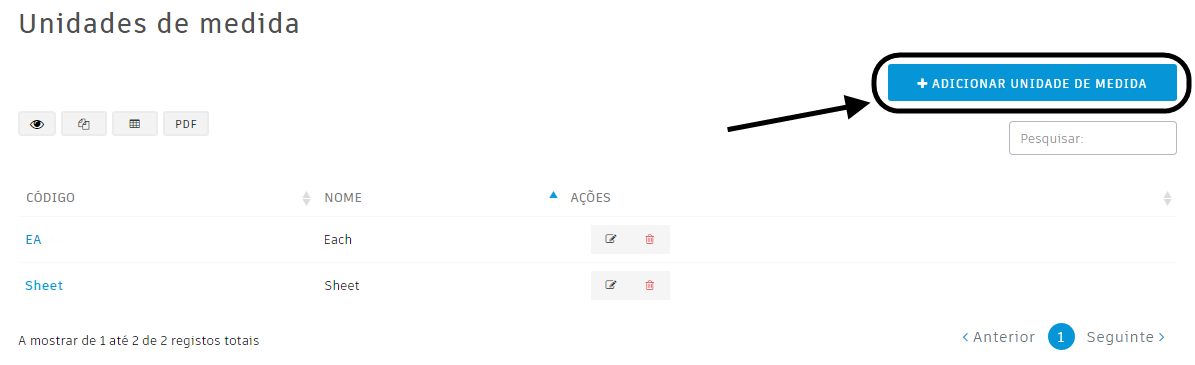 Unidades de medida
+ ADICIONAR UNIDADE DE MEDIDA
PDF
Pesquisar:
CÓDIGO NOME AÇÕES
EA Each
Sheet Sheet
A mostrar de 1 até 2 de 2 registos totais
‹ Anterior 1 Seguinte ›